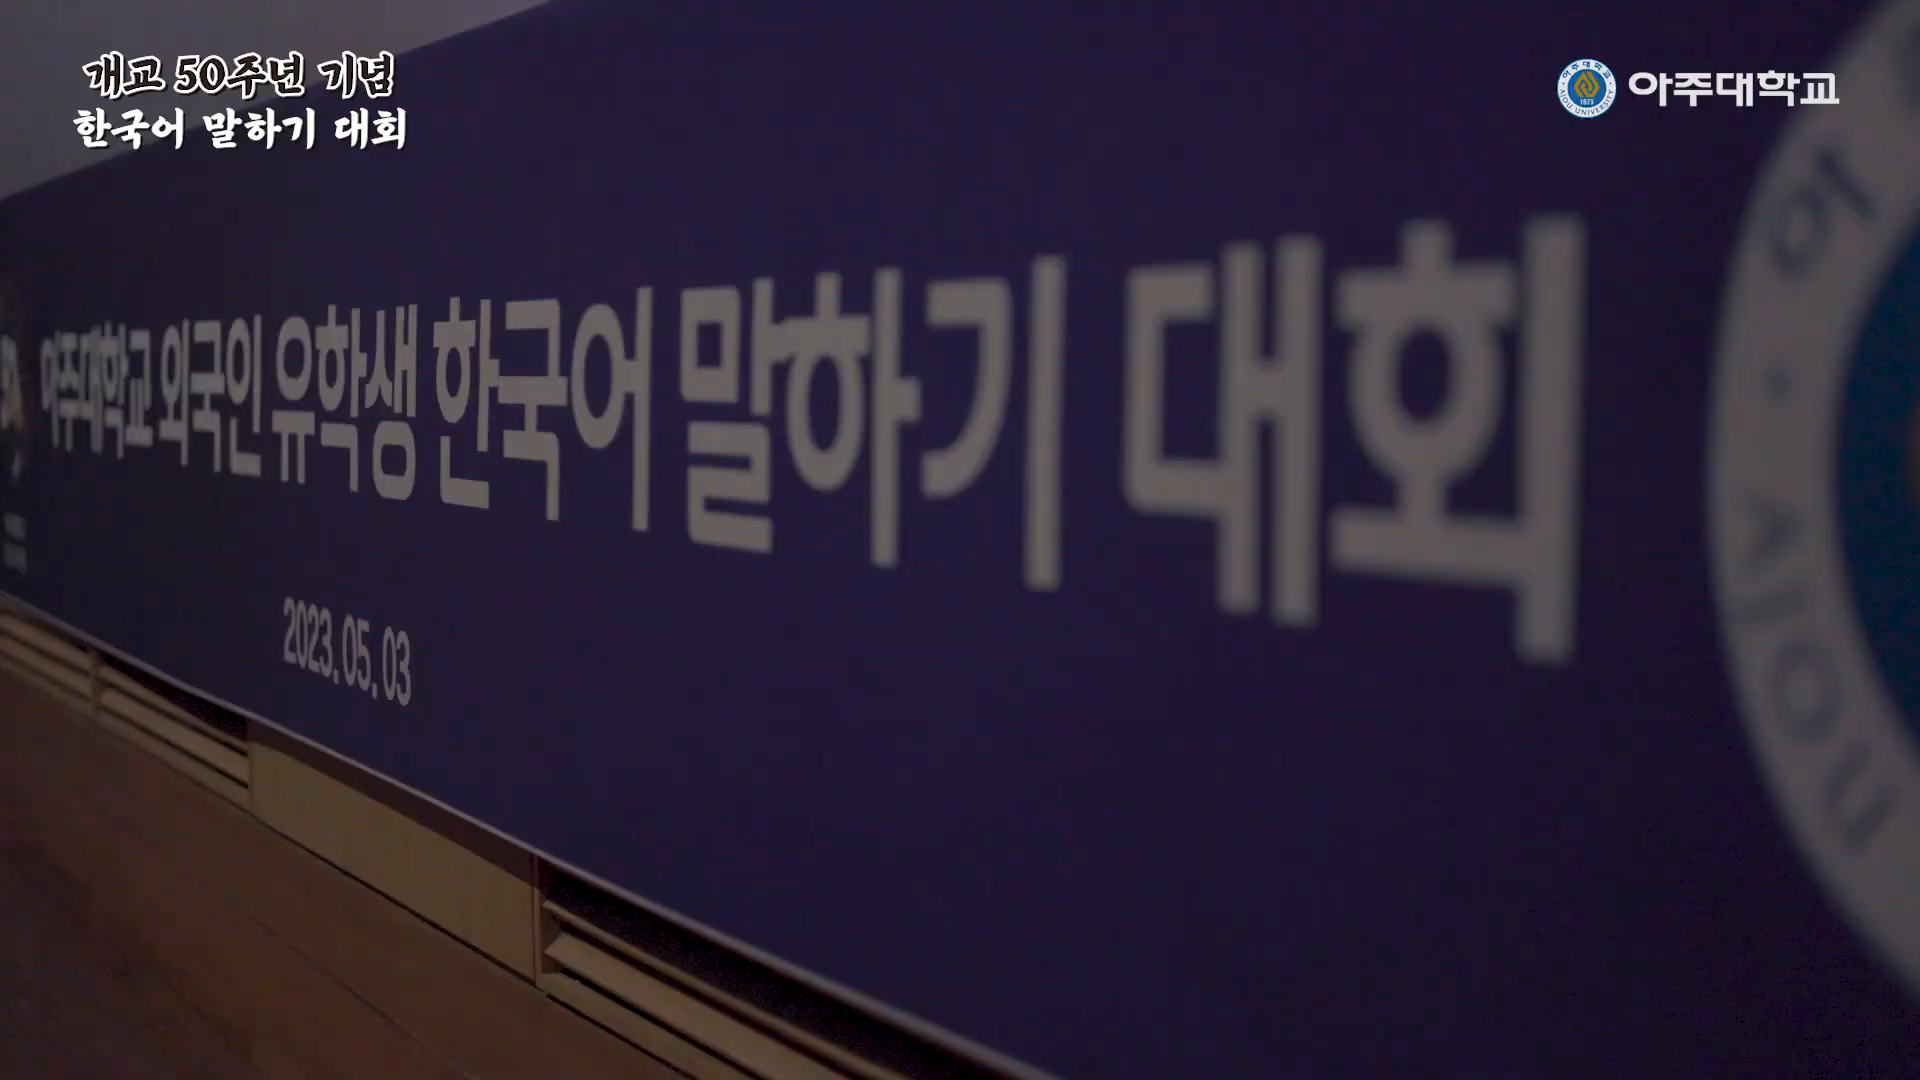 개교 50주년 기념
한국어 말하기 대회
아주대학교
아주대학교 외국인 유학생 한국어 말하기 대회
2023.05.03
AJOU